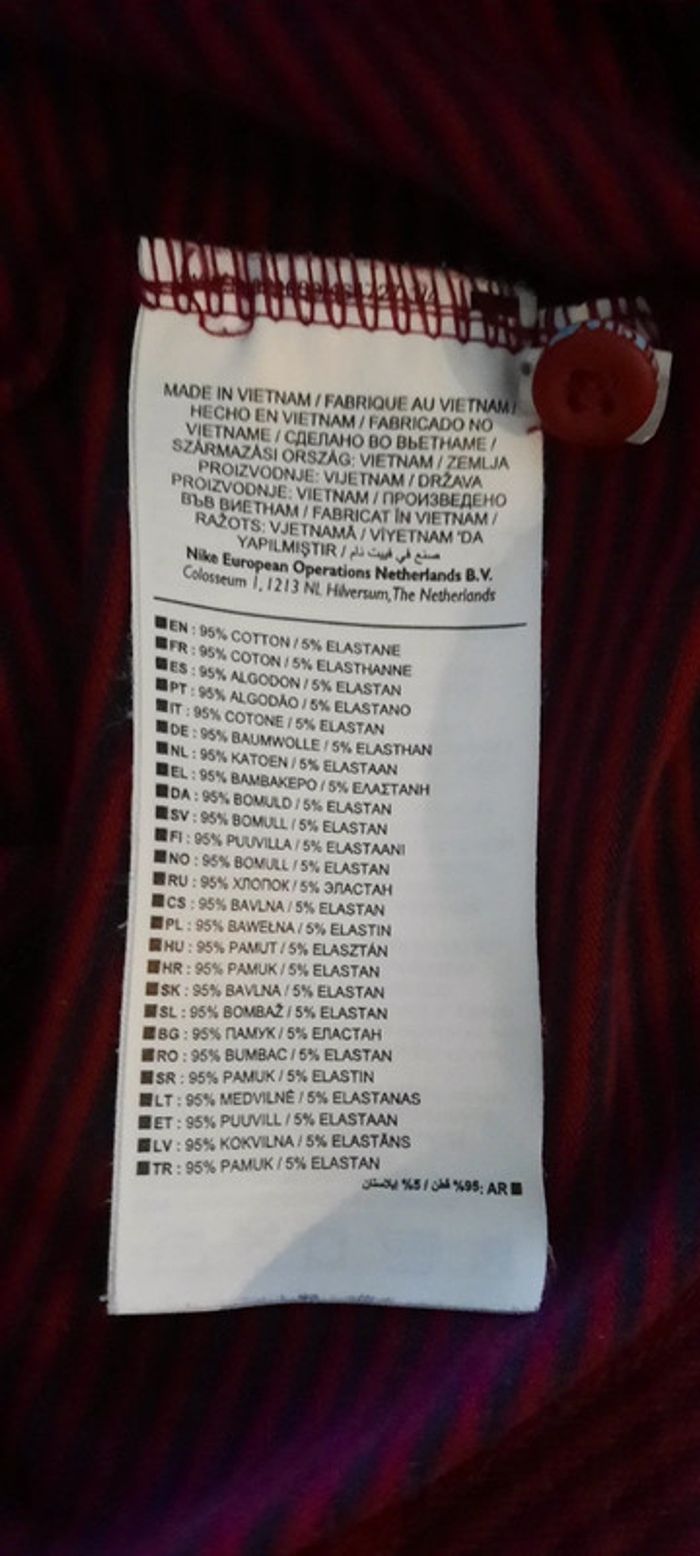 MADE IN VIETNAM / FABRIQUE AU VIETNAM /
HECHO EN VIETNAM / FABRICADO NO
VIETNAME / СДЕЛАНО ВО ВЬЕТНАМЕ /
SZÁRMAZÁSI ORSZÁG: VIETNAM / ZEMLJA
PROIZVODNJE: VIJETNAM / DRŽAVA
PROIZVODNJE: VIETNAM / ПРОИЗВЕДЕНО
ВЪВ ВИЕТНАМ / FABRICAT ÎN VIETNAM /
RAŽOTS: VJETNAMĀ / VİYETNAM 'DA
YAPILMIŞTIR / صنع في فييت نام
Nike European Operations Netherlands B.V.
Colosseum 1, 1213 NL Hilversum, The Netherlands
EN : 95% COTTON / 5% ELASTANE
FR : 95% COTON / 5% ELASTHANNE
ES : 95% ALGODON / 5% ELASTAN
PT : 95% ALGODÃO / 5% ELASTANO
IT : 95% COTONE / 5% ELASTAN
DE : 95% BAUMWOLLE / 5% ELASTHAN
NL : 95% KATOEN / 5% ELASTAAN
EL : 95% ΒΑΜΒΑΚΕΡΟ / 5% ΕΛΑΣΤΑΝΗ
DA : 95% BOMULD / 5% ELASTAN
SV : 95% BOMULL / 5% ELASTAN
FI : 95% PUUVILLA / 5% ELASTAANI
NO : 95% BOMULL / 5% ELASTAN
RU : 95% ХЛОПОК / 5% ЭЛАСТАН
CS : 95% BAVLNA / 5% ELASTAN
PL : 95% BAWEŁNA / 5% ELASTIN
HU : 95% PAMUT / 5% ELASZTÁN
HR : 95% PAMUK / 5% ELASTAN
SK : 95% BAVLNA / 5% ELASTAN
SL : 95% BOMBAŽ / 5% ELASTAN
BG : 95% ПАМУК / 5% ЕЛАСТАН
RO : 95% BUMBAC / 5% ELASTAN
SR : 95% PAMUK / 5% ELASTIN
LT : 95% MEDVILNĖ / 5% ELASTANAS
ET : 95% PUUVILL / 5% ELASTAAN
LV : 95% KOKVILNA / 5% ELASTĀNS
TR : 95% PAMUK / 5% ELASTAN
AR :95% قطن / 5% إيلاستان